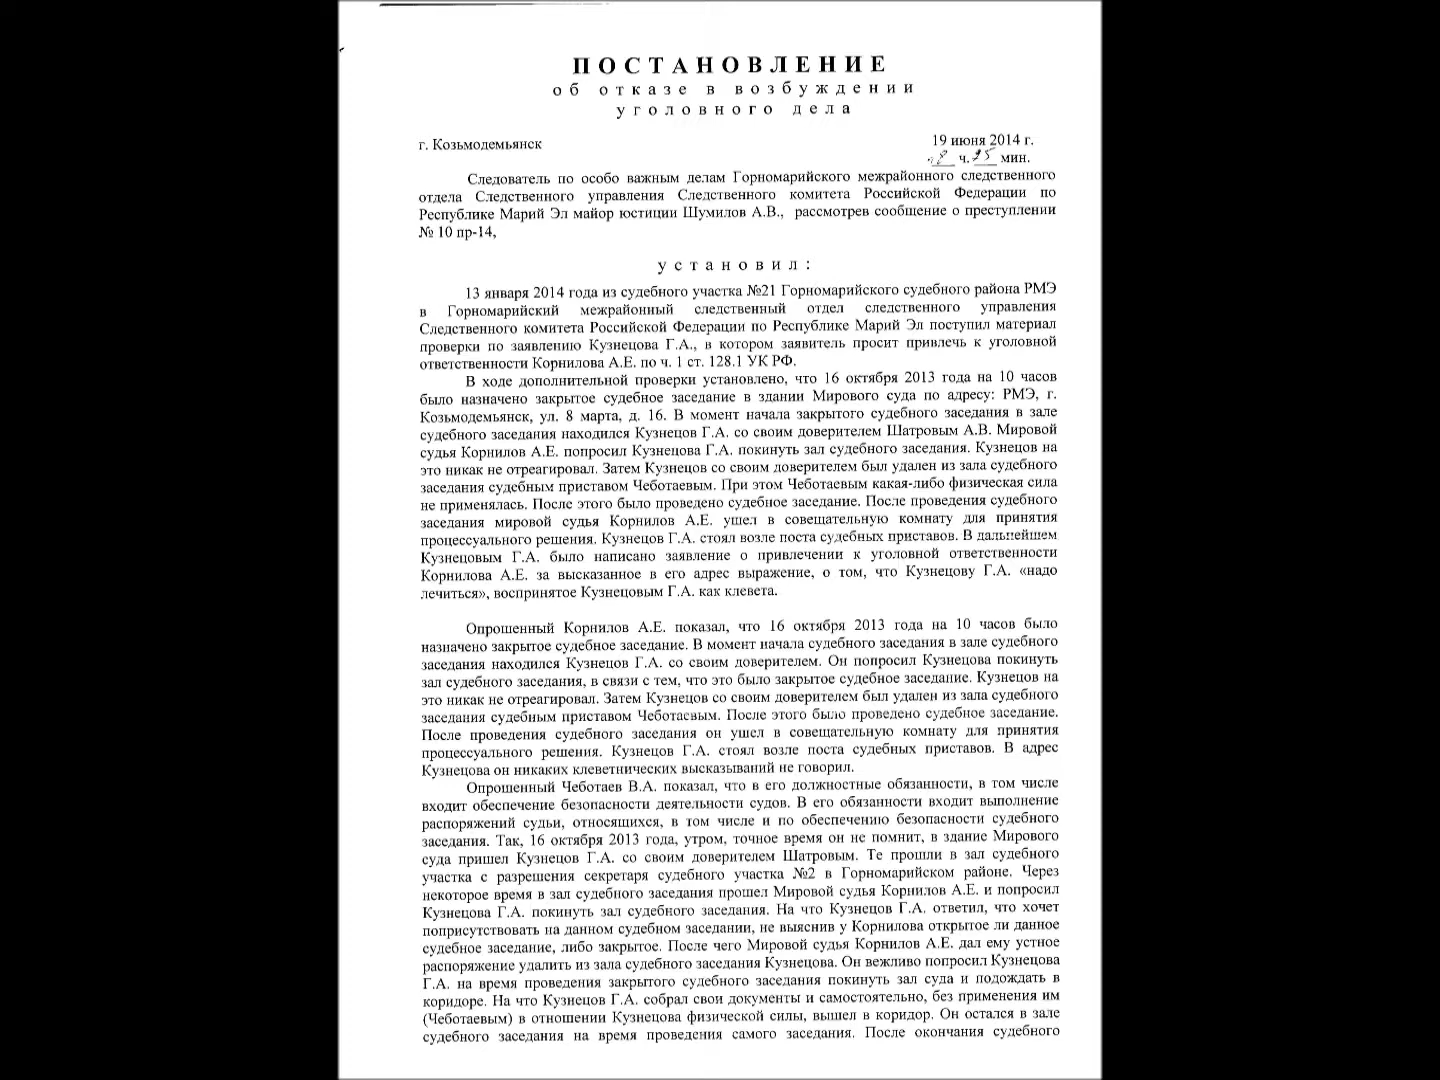 ПОСТАНОВЛЕНИЕ
об отказе в возбуждении
уголовного дела
г. Козьмодемьянск
19 июня 2014 г.
ч. 25 мин.
Следователь по особо важным делам Горномарийского межрайонного следственного
отдела Следственного управления Следственного комитета Российской Федерации по
Республике Марий Эл майор юстиции Шумилов А.В., рассмотрев сообщение о преступлении
№ 10 пр-14,
установил:
13 января 2014 года из судебного участка №21 Горномарийского судебного района РМЭ
в Горномарийский межрайонный следственный отдел следственного управления
Следственного комитета Российской Федерации по Республике Марий Эл поступил материал
проверки по заявлению Кузнецова Г.А., в котором заявитель просит привлечь к уголовной
ответственности Корнилова А.Е. по ч. 1 ст. 128.1 УК РФ.
В ходе дополнительной проверки установлено, что 16 октября 2013 года на 10 часов
было назначено закрытое судебное заседание в здании Мирового суда по адресу: РМЭ, г.
Козьмодемьянск, ул. 8 марта, д. 16. В момент начала закрытого судебного заседания в зале
судебного заседания находился Кузнецов Г.А. со своим доверителем Шатровым А.В. Мировой
судья Корнилов А.Е. попросил Кузнецова Г.А. покинуть зал судебного заседания. Кузнецов на
это никак не отреагировал. Затем Кузнецов со своим доверителем был удален из зала судебного
заседания судебным приставом Чеботаевым. При этом Чеботаевым какая-либо физическая сила
не применялась. После этого было проведено судебное заседание. После проведения судебного
заседания мировой судья Корнилов А.Е. ушел в совещательную комнату для принятия
процессуального решения. Кузнецов Г.А. стоял возле поста судебных приставов. В дальнейшем
Кузнецовым Г.А. было написано заявление о привлечении к уголовной ответственности
Корнилова А.Е. за высказанное в его адрес выражение, о том, что Кузнецову Г.А. «надо
лечиться», воспринятое Кузнецовым Г.А. как клевета.
Опрошенный Корнилов А.Е. показал, что 16 октября 2013 года на 10 часов было
назначено закрытое судебное заседание. В момент начала судебного заседания в зале судебного
заседания находился Кузнецов Г.А. со своим доверителем. Он попросил Кузнецова покинуть
зал судебного заседания, в связи с тем, что это было закрытое судебное заседание. Кузнецов на
это никак не отреагировал. Затем Кузнецов со своим доверителем был удален из зала судебного
заседания судебным приставом Чеботаевым. После этого было проведено судебное заседание.
После проведения судебного заседания он ушел в совещательную комнату для принятия
процессуального решения. Кузнецов Г.А. стоял возле поста судебных приставов. В адрес
Кузнецова он никаких клеветнических высказываний не говорил.
Опрошенный Чеботаев В.А. показал, что в его должностные обязанности, в том числе
входит обеспечение безопасности деятельности судов. В его обязанности входит выполнение
распоряжений судьи, относящихся, в том числе и по обеспечению безопасности судебного
заседания. Так, 16 октября 2013 года, утром, точное время он не помнит, в здание Мирового
суда пришел Кузнецов Г.А. со своим доверителем Шатровым. Те прошли в зал судебного
участка с разрешения секретаря судебного участка №2 в Горномарийском районе. Через
некоторое время в зал судебного заседания прошел Мировой судья Корнилов А.Е. и попросил
Кузнецова Г.А. покинуть зал судебного заседания. На что Кузнецов Г.А. ответил, что хочет
поприсутствовать на данном судебном заседании, не выяснив у Корнилова открытое ли данное
судебное заседание, либо закрытое. После чего Мировой судья Корнилов А.Е. дал ему устное
распоряжение удалить из зала судебного заседания Кузнецова. Он вежливо попросил Кузнецова
Г.А. на время проведения закрытого судебного заседания покинуть зал суда и подождать в
коридоре. На что Кузнецов Г.А. собрал свои документы и самостоятельно, без применения им
(Чеботаевым) в отношении Кузнецова физической силы, вышел в коридор. Он остался в зале
судебного заседания на время проведения самого заседания. После окончания судебного